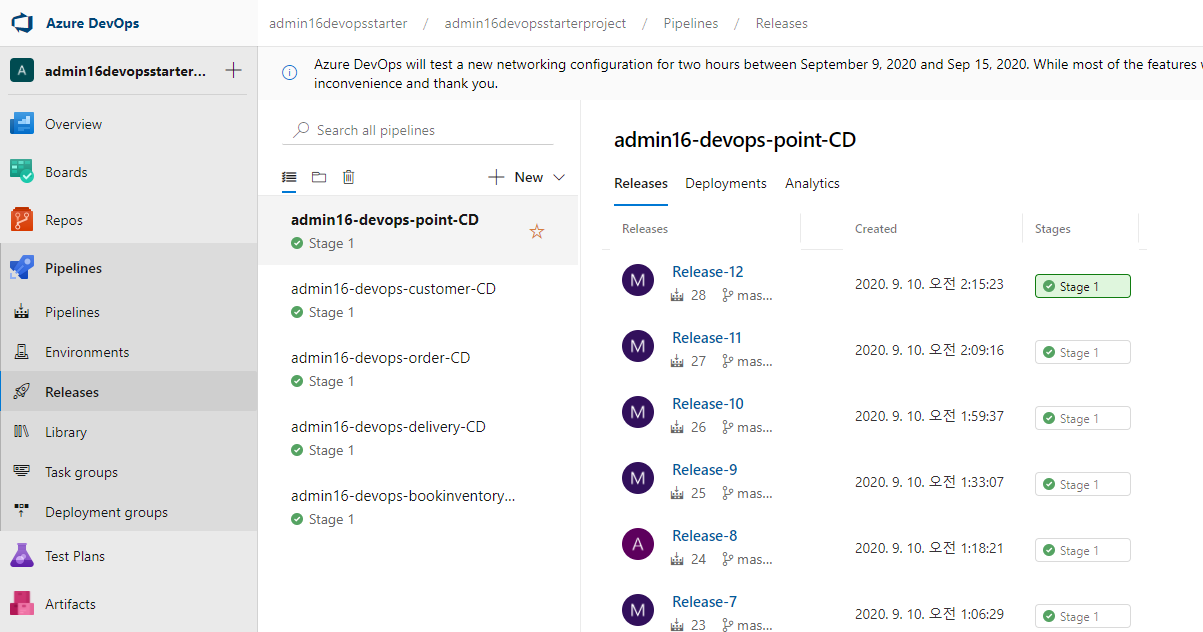 Azure DevOps
admin16devopsstarter / admin16devopsstarterproject / Pipelines / Releases
A admin16devopsstarter...
Overview
Boards
Repos
Pipelines
Pipelines
Environments
Releases
Library
Task groups
Deployment groups
Test Plans
Artifacts
Azure DevOps will test a new networking configuration for two hours between September 9, 2020 and Sep 15, 2020. While most of the features
inconvenience and thank you.
Search all pipelines
New
admin16-devops-point-CD
Stage 1
admin16-devops-customer-CD
Stage 1
admin16-devops-order-CD
Stage 1
admin16-devops-delivery-CD
Stage 1
admin16-devops-bookinventory...
Stage 1
admin16-devops-point-CD
Releases Deployments Analytics
Releases Created Stages
M Release-12 2020. 9. 10. 오전 2:15:23 Stage 1
28 mas...
M Release-11 2020. 9. 10. 오전 2:09:16 Stage 1
27 mas...
M Release-10 2020. 9. 10. 오전 1:59:37 Stage 1
26 mas...
M Release-9 2020. 9. 10. 오전 1:33:07 Stage 1
25 mas...
A Release-8 2020. 9. 10. 오전 1:18:21 Stage 1
24 mas...
M Release-7 2020. 9. 10. 오전 1:06:29 Stage 1
23 mas...